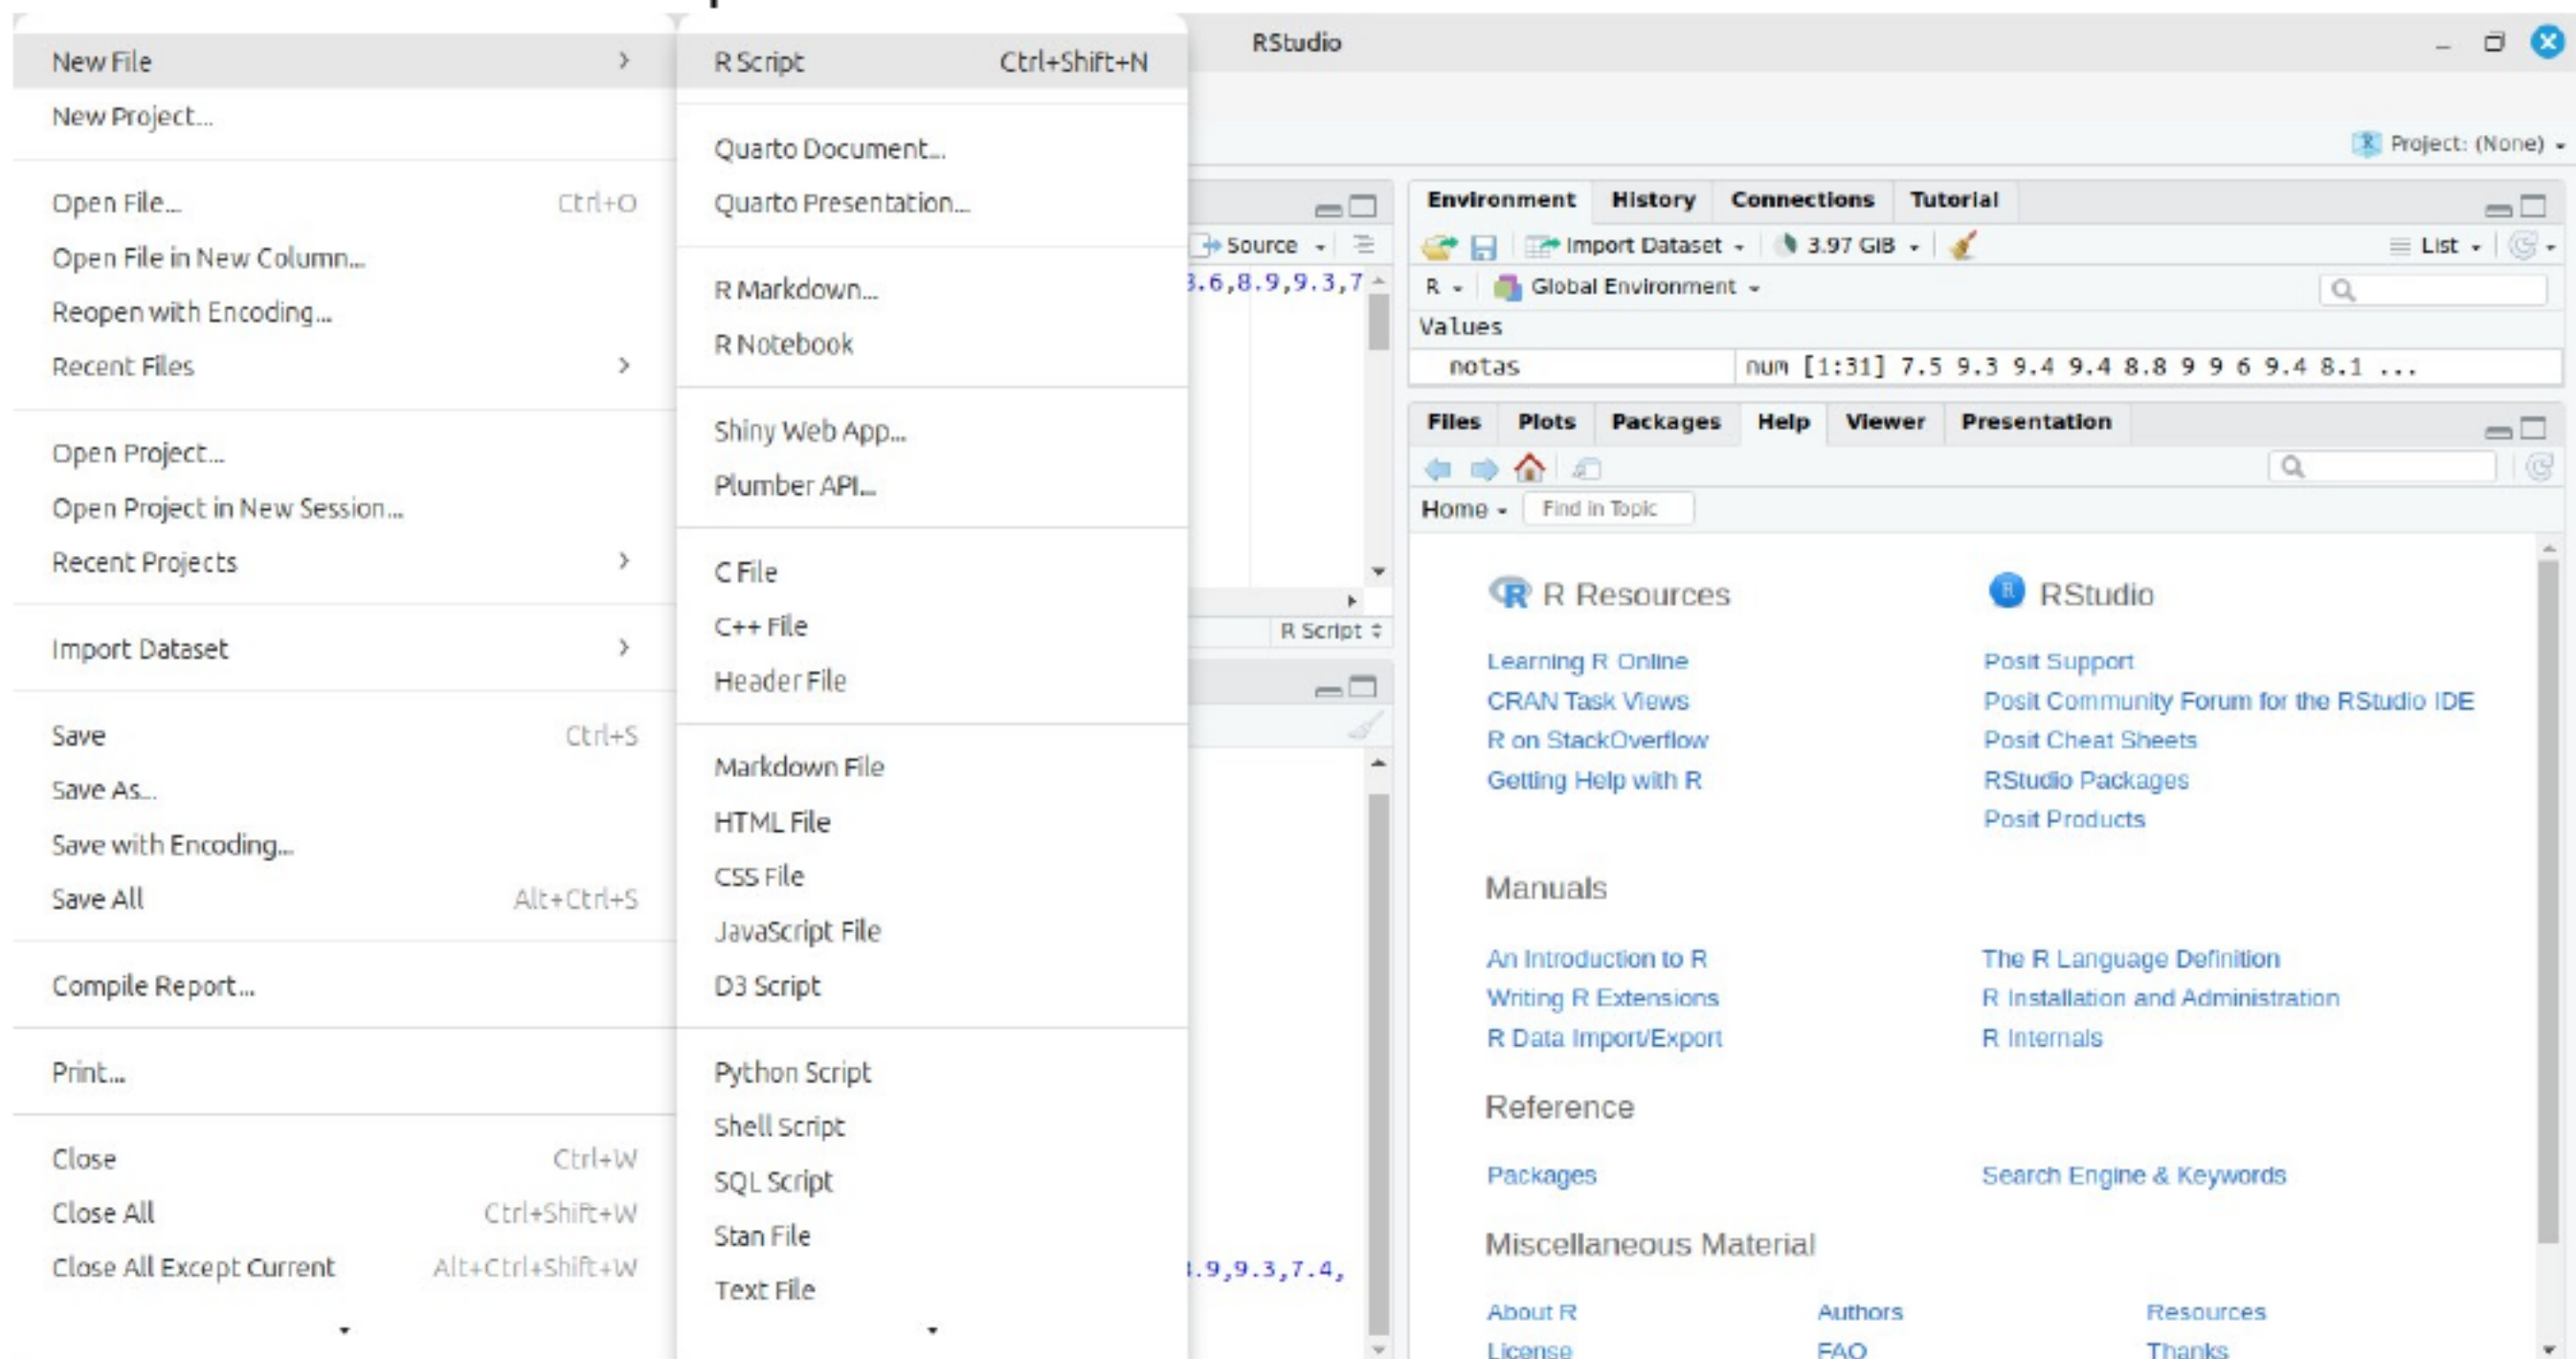 New File
New Project...
Open File... Ctrl+O
Open File in New Column...
Reopen with Encoding...
Recent Files
Open Project...
Open Project in New Session...
Recent Projects
Import Dataset
Save Ctrl+S
Save As...
Save with Encoding...
Save All Alt+Ctrl+S
Compile Report...
Print...
Close Ctrl+W
Close All Ctrl+Shift+W
Close All Except Current Alt+Ctrl+Shift+W
R Script Ctrl+Shift+N
Quarto Document...
Quarto Presentation...
R Markdown...
R Notebook
Shiny Web App...
Plumber API...
C File
C++ File
Header File
Markdown File
HTML File
CSS File
JavaScript File
D3 Script
Python Script
Shell Script
SQL Script
Stan File
Text File
RStudio
Project: (None)
Source
.6,8.9,9.3,7
R Script
.9,9.3,7.4,
Environment History Connections Tutorial
Import Dataset 3.97 GiB List
R Global Environment
Values
notas num [1:31] 7.5 9.3 9.4 9.4 8.8 9 9 6 9.4 8.1 ...
Files Plots Packages Help Viewer Presentation
Home Find in Topic
R Resources
Learning R Online
CRAN Task Views
R on StackOverflow
Getting Help with R
RStudio
Posit Support
Posit Community Forum for the RStudio IDE
Posit Cheat Sheets
RStudio Packages
Posit Products
Manuals
An Introduction to R The R Language Definition
Writing R Extensions R Installation and Administration
R Data Import/Export R Internals
Reference
Packages Search Engine & Keywords
Miscellaneous Material
About R Authors Resources
License FAQ Thanks